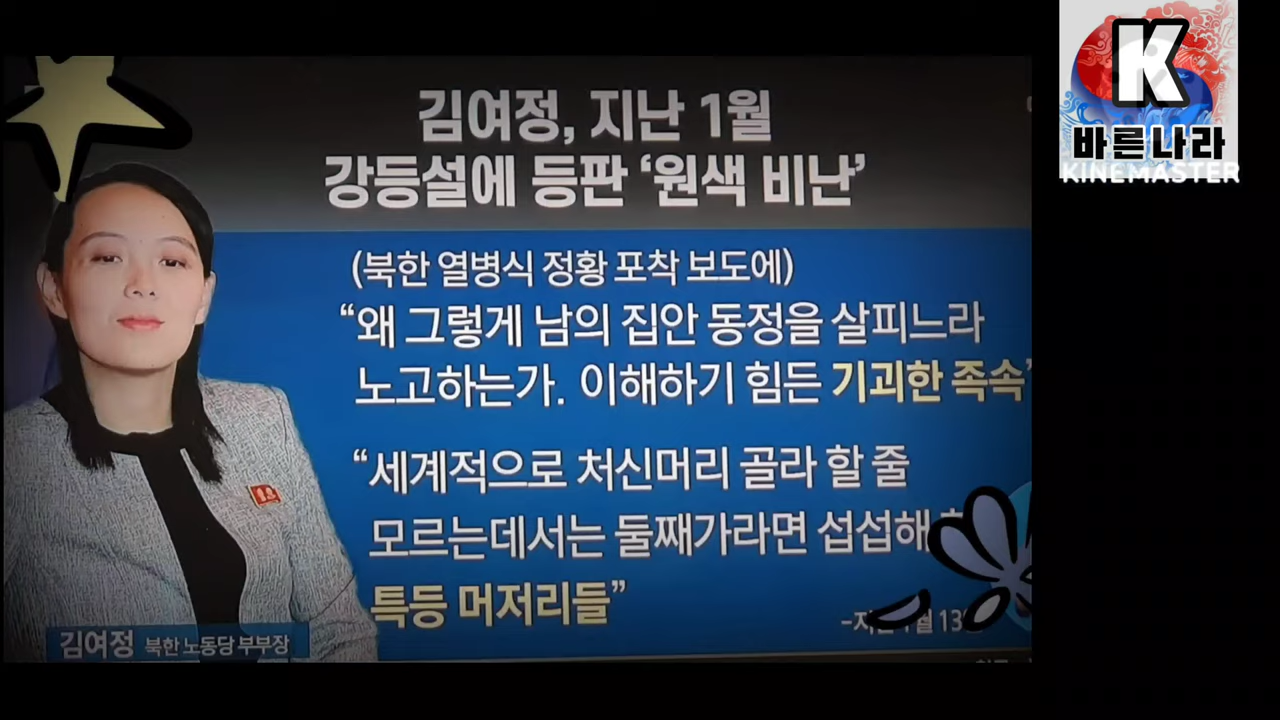 김여정, 지난 1월
강등설에 등판 ‘원색 비난’
(북한 열병식 정황 포착 보도에)
“왜 그렇게 남의 집안 동정을 살피느라
노고하는가. 이해하기 힘든 기괴한 족속”
“세계적으로 처신머리 골라 할 줄
모르는데서는 둘째가라면 섭섭해
특등 머저리들”
13
김여정 북한 노동당 부부장
K
바른나라
KINEMASTER